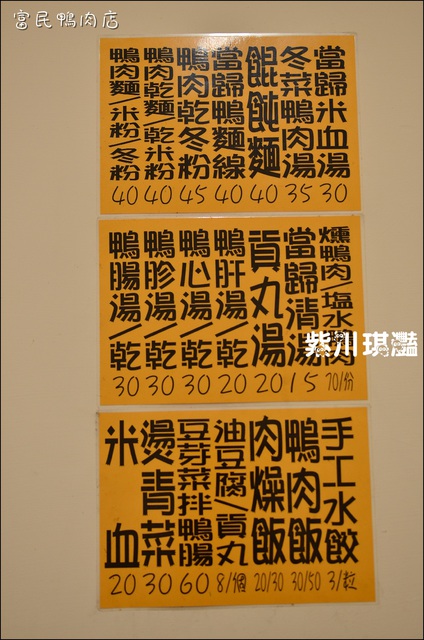 富民鴨肉店
當歸米血湯 30
冬菜鴨肉湯 35
餛飩麵 40
當歸鴨麵線 40
鴨肉乾冬粉 45
鴨肉乾麵/乾米粉 40
鴨肉麵/米粉/冬粉 40
燻鴨肉/塩水鴨肉 70/份
當歸清湯 15
貢丸湯 20
鴨肝湯/乾 20
鴨心湯/乾 30
鴨胗湯/乾 30
鴨腸湯/乾 30
紫川琪豔
手工水餃 3/粒
鴨肉飯 30/50
肉燥飯 20/30
油豆腐/貢丸 8/個
豆芽菜拌鴨腸 60
燙青菜 30
米血 20